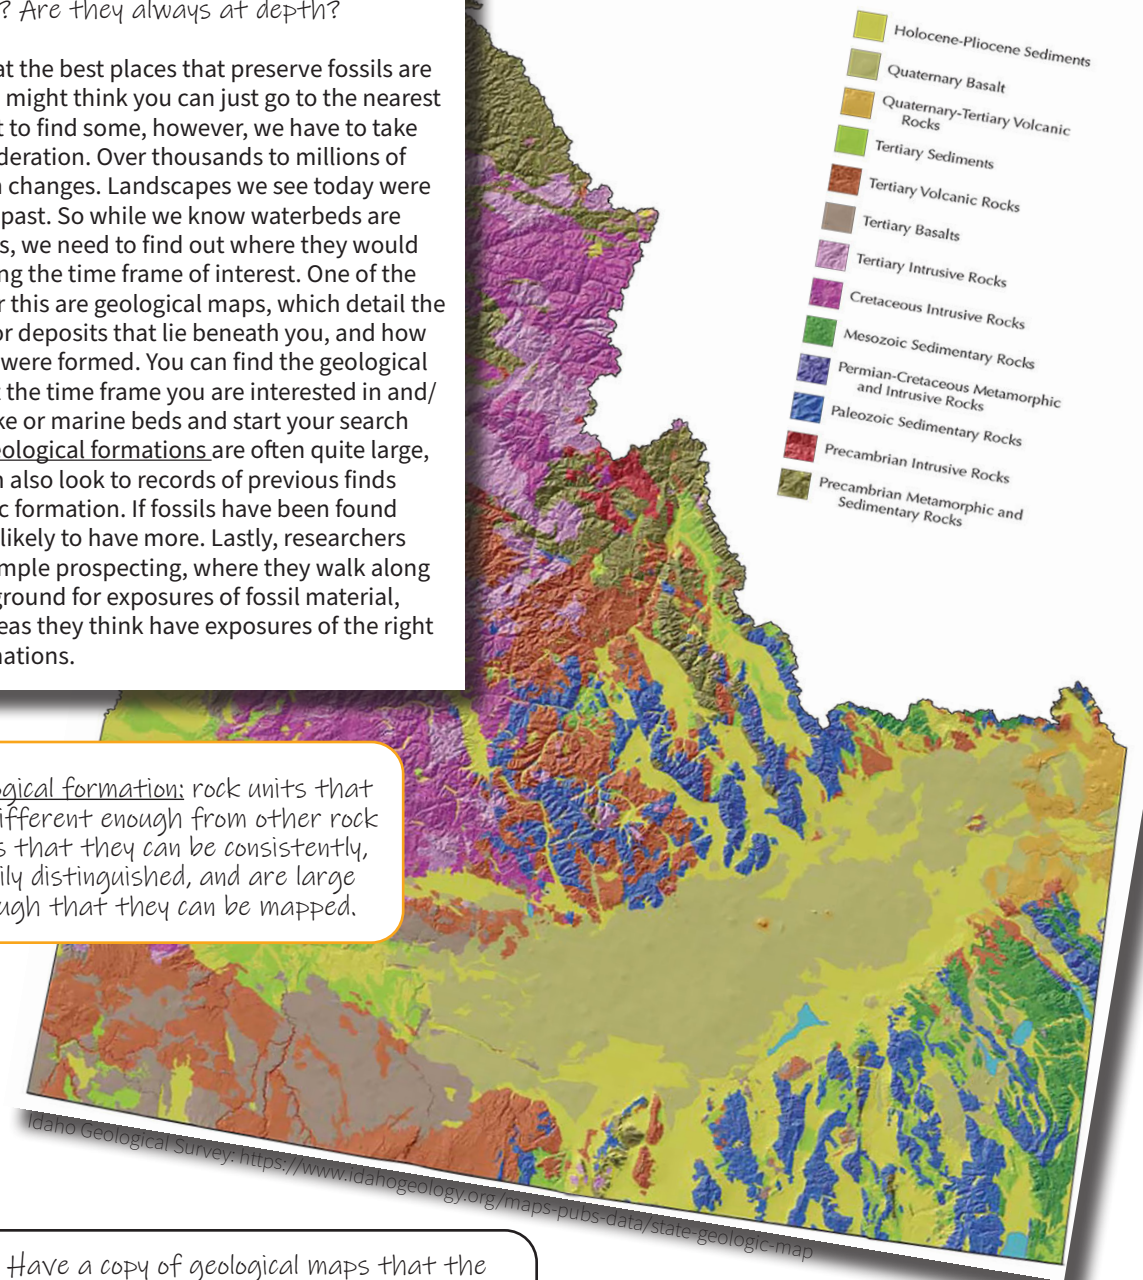 ? Are they always at depth?
at the best places that preserve fossils are
might think you can just go to the nearest
to find some, however, we have to take
deration. Over thousands to millions of
changes. Landscapes we see today were
past. So while we know waterbeds are
s, we need to find out where they would
ng the time frame of interest. One of the
r this are geological maps, which detail the
or deposits that lie beneath you, and how
were formed. You can find the geological
the time frame you are interested in and/
ke or marine beds and start your search
eological formations are often quite large,
n also look to records of previous finds
c formation. If fossils have been found
likely to have more. Lastly, researchers
mple prospecting, where they walk along
ground for exposures of fossil material,
eas they think have exposures of the right
nations.
ogical formation: rock units that
ifferent enough from other rock
s that they can be consistently,
ily distinguished, and are large
ugh that they can be mapped.
Holocene-Pliocene Sediments
Quaternary Basalt
Quaternary-Tertiary Volcanic
Rocks
Tertiary Sediments
Tertiary Volcanic Rocks
Tertiary Basalts
Tertiary Intrusive Rocks
Cretaceous Intrusive Rocks
Mesozoic Sedimentary Rocks
Permian-Cretaceous Metamorphic
and Intrusive Rocks
Paleozoic Sedimentary Rocks
Precambrian Intrusive Rocks
Precambrian Metamorphic and
Sedimentary Rocks
Idaho Geological Survey: https://www.idahogeology.org/maps-pubs-data/state-geologic-map
Have a copy of geological maps that the